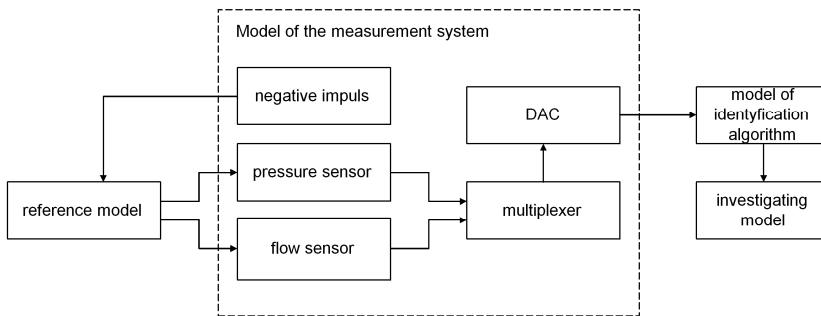 Model of the measurement system
negative impuls
DAC
model of
identyfication
algorithm
pressure sensor
reference model
multiplexer
investigating
model
flow sensor